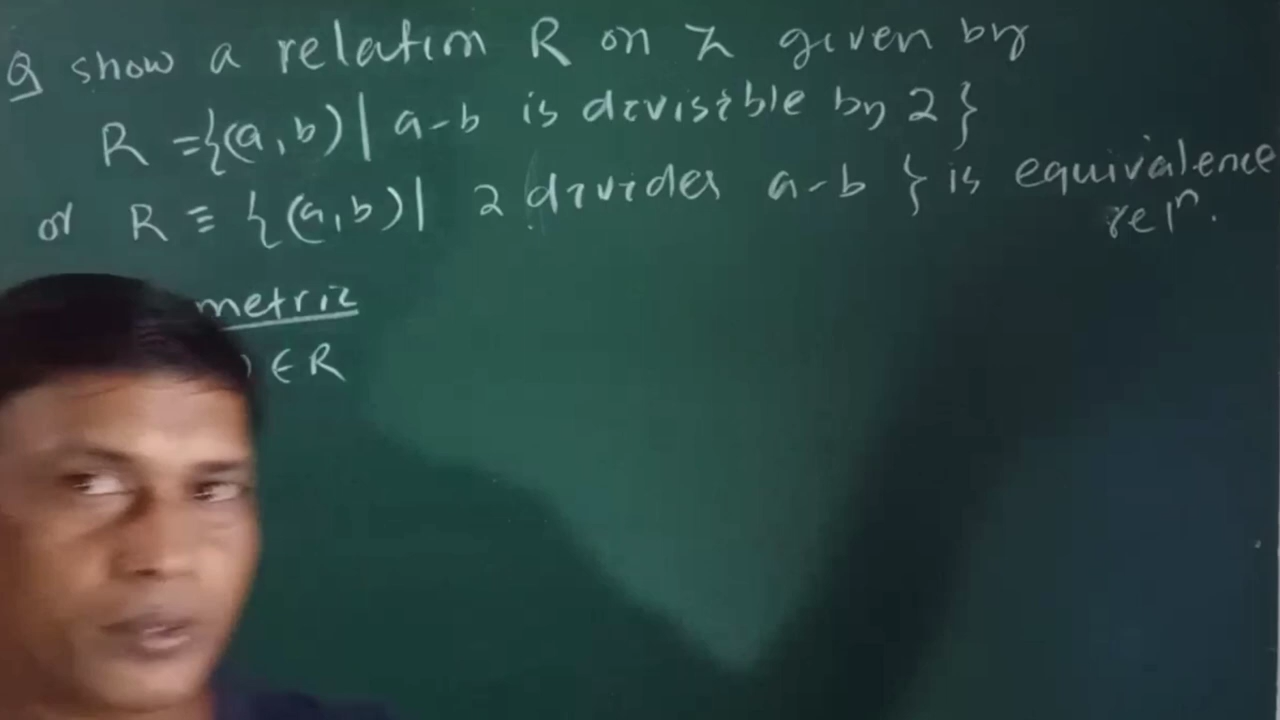 Q show a relation R on Z given by
R = {(a,b) | a-b is divisible by 2}
or R ≡ {(a,b) | 2 divides a-b } is equivalence
relⁿ.
metric
) ∈ R